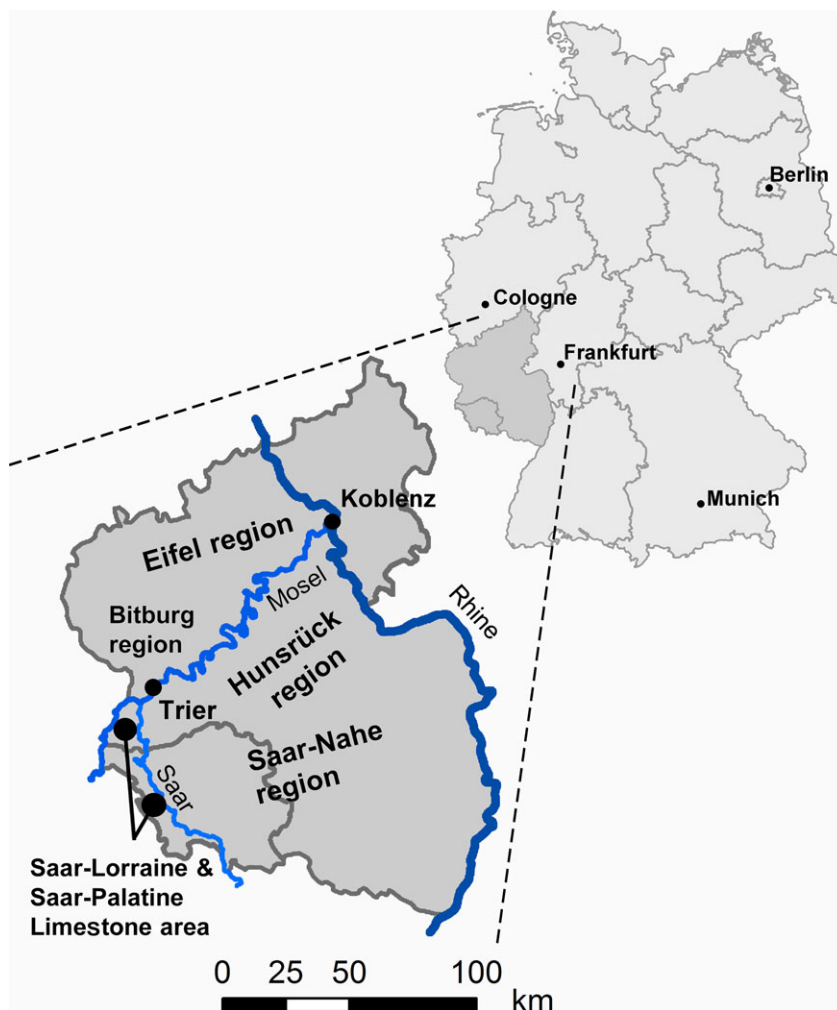 Berlin
Cologne
Frankfurt
Munich
Koblenz
Eifel region
Mosel
Rhine
Bitburg
region
Hunsrück
region
Trier
Saar-Nahe
region
Saar
Saar-Lorraine &
Saar-Palatine
Limestone area
0 25 50 100
km